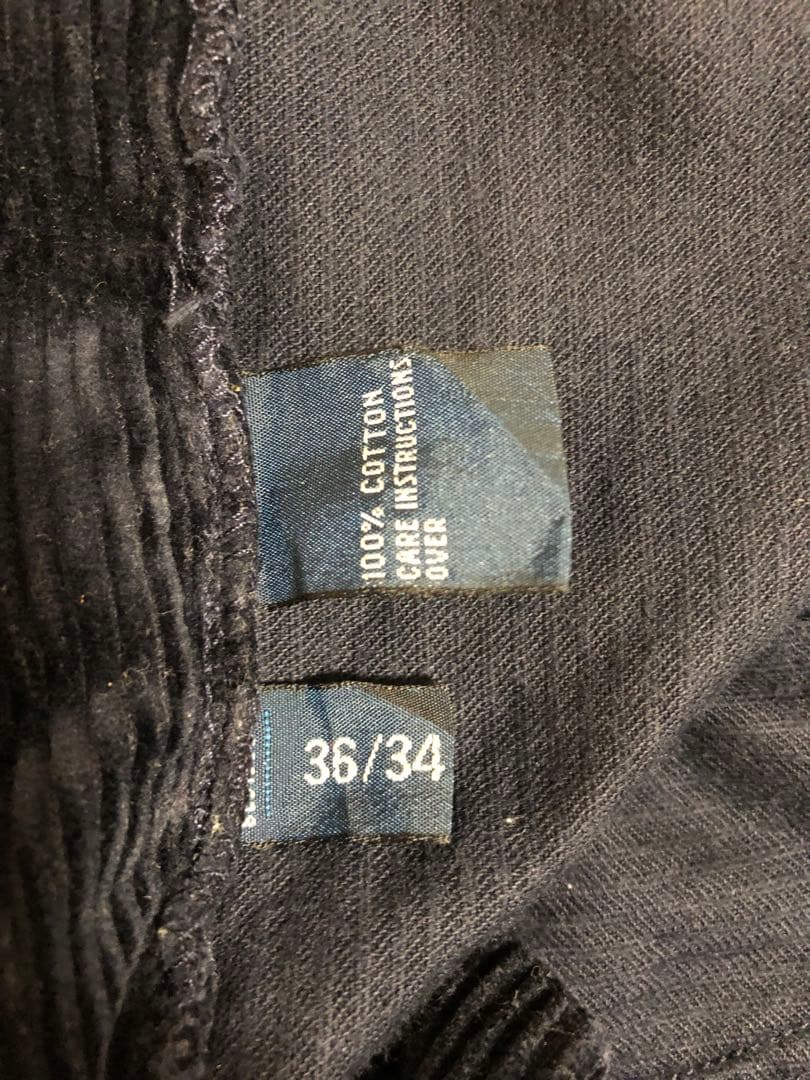 100% COTTON
CARE INSTRUCTIONS
OVER
36/34